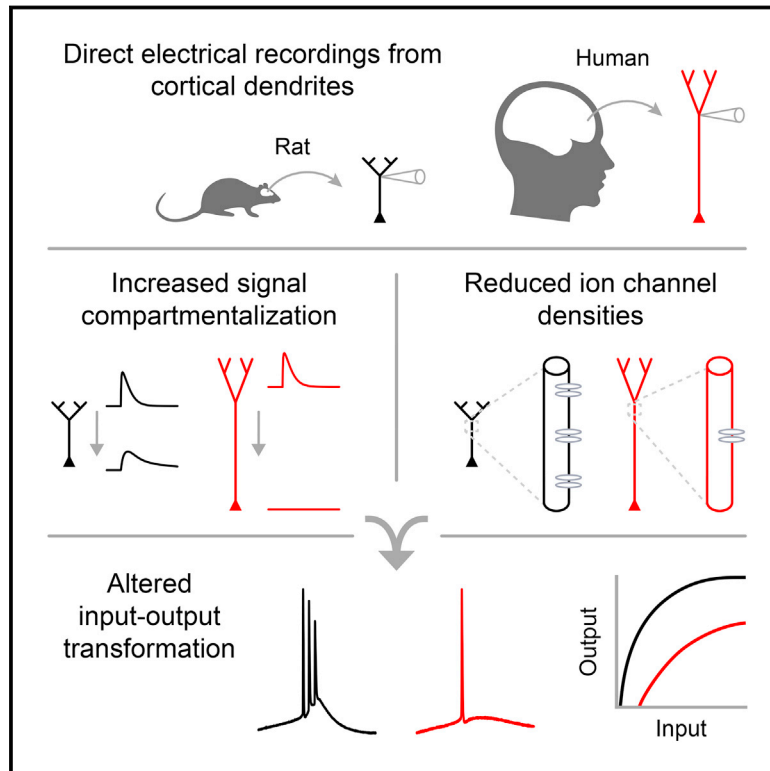 Direct electrical recordings from
cortical dendrites
Human
Rat
Increased signal
compartmentalization
Reduced ion channel
densities
Altered
input-output
transformation
Output
Input